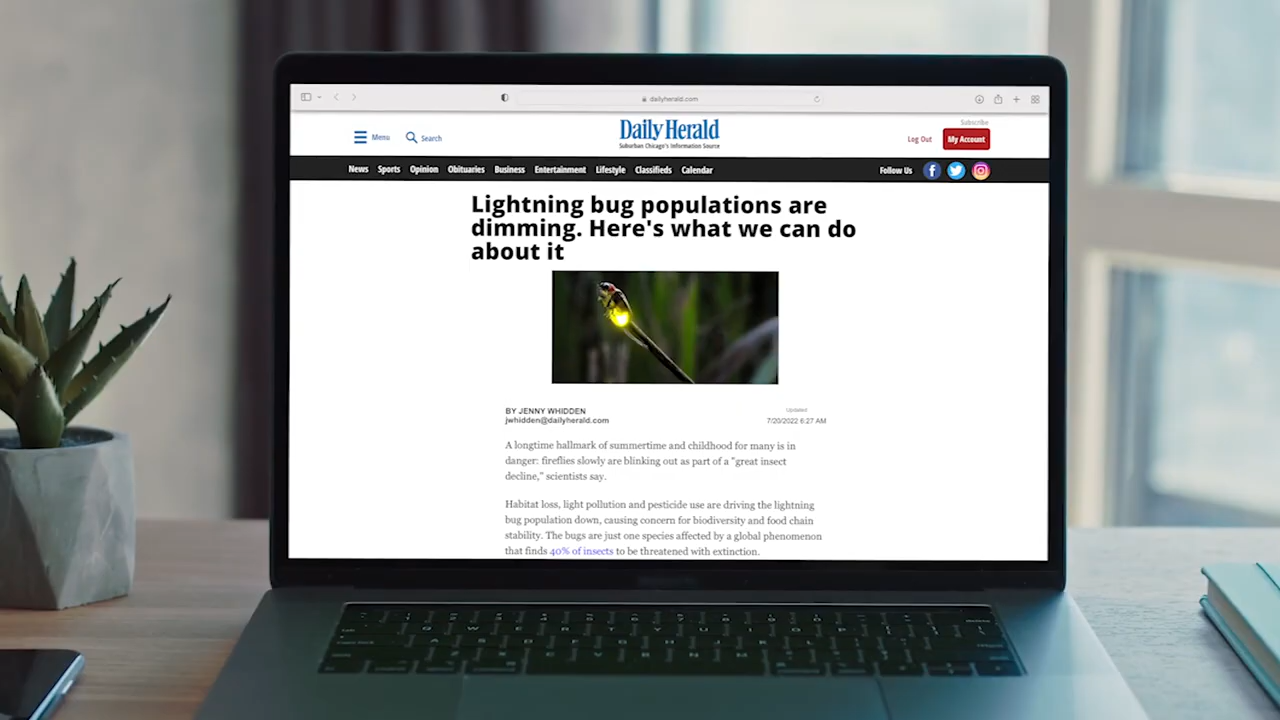 dailyherald.com
Subscribe
Menu
Search
Daily Herald
Suburban Chicago's Information Source
Log Out
My Account
News Sports Opinion Obituaries Business Entertainment Lifestyle Classifieds Calendar
Follow Us
Lightning bug populations are
dimming. Here's what we can do
about it
BY JENNY WHIDDEN
jwhidden@dailyherald.com
Updated
7/20/2022 6:27 AM
A longtime hallmark of summertime and childhood for many is in
danger: fireflies slowly are blinking out as part of a "great insect
decline," scientists say.
Habitat loss, light pollution and pesticide use are driving the lightning
bug population down, causing concern for biodiversity and food chain
stability. The bugs are just one species affected by a global phenomenon
that finds 40% of insects to be threatened with extinction.